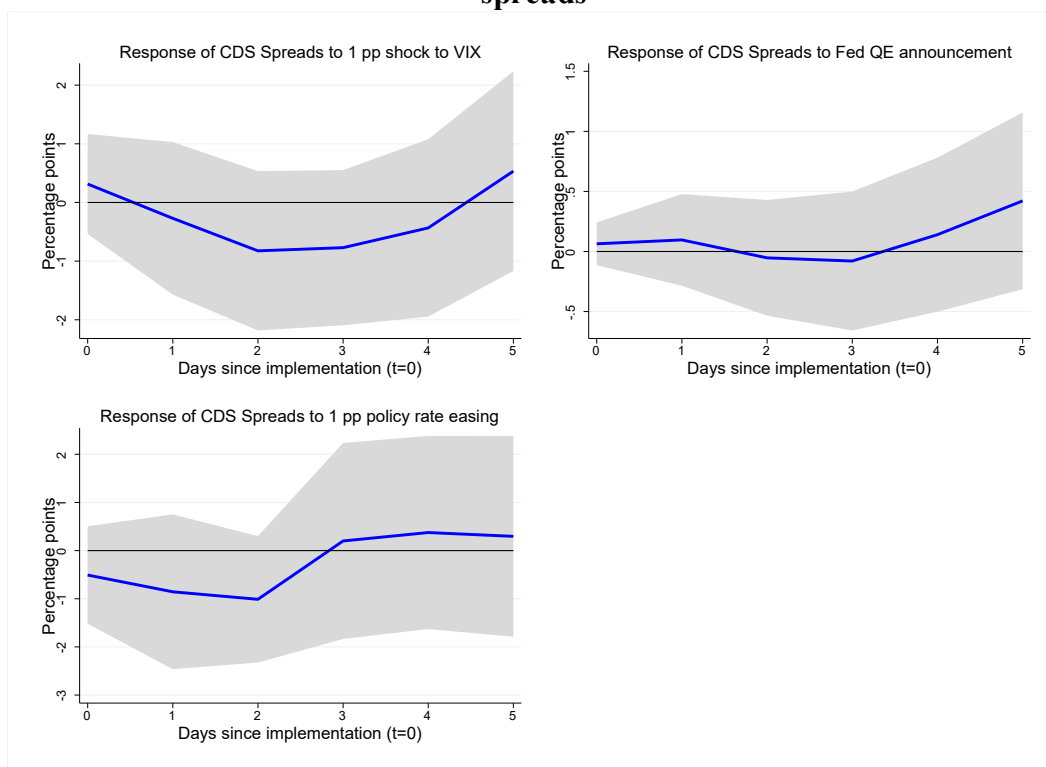 spreads
Response of CDS Spreads to 1 pp shock to VIX
Percentage points
2
1
0
-1
-2
0 1 2 3 4 5
Days since implementation (t=0)
Response of CDS Spreads to Fed QE announcement
Percentage points
1.5
1
.5
0
-.5
0 1 2 3 4 5
Days since implementation (t=0)
Response of CDS Spreads to 1 pp policy rate easing
Percentage points
2
1
0
-1
-2
-3
0 1 2 3 4 5
Days since implementation (t=0)